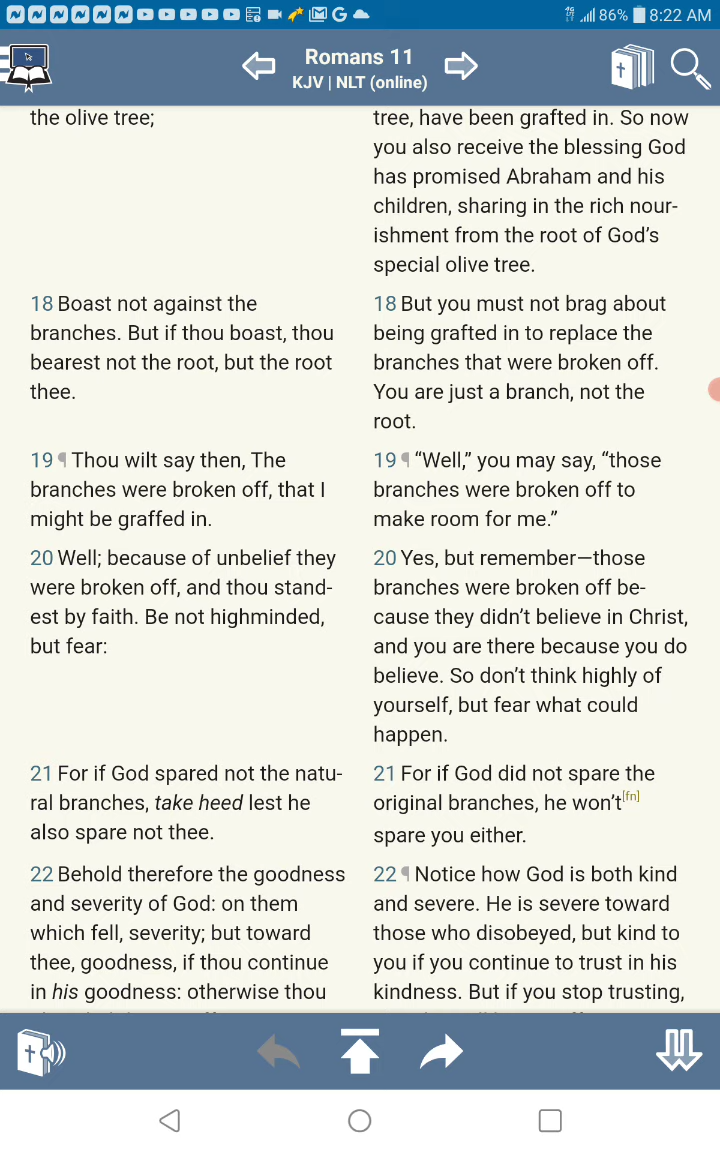 86% 8:22 AM
Romans 11
KJV | NLT (online)
the olive tree;
18 Boast not against the
branches. But if thou boast, thou
bearest not the root, but the root
thee.
19 ¶ Thou wilt say then, The
branches were broken off, that I
might be graffed in.
20 Well; because of unbelief they
were broken off, and thou stand-
est by faith. Be not highminded,
but fear:
21 For if God spared not the natu-
ral branches, take heed lest he
also spare not thee.
22 Behold therefore the goodness
and severity of God: on them
which fell, severity; but toward
thee, goodness, if thou continue
in his goodness: otherwise thou
tree, have been grafted in. So now
you also receive the blessing God
has promised Abraham and his
children, sharing in the rich nour-
ishment from the root of God’s
special olive tree.
18 But you must not brag about
being grafted in to replace the
branches that were broken off.
You are just a branch, not the
root.
19 ¶ “Well,” you may say, “those
branches were broken off to
make room for me.”
20 Yes, but remember—those
branches were broken off be-
cause they didn’t believe in Christ,
and you are there because you do
believe. So don’t think highly of
yourself, but fear what could
happen.
21 For if God did not spare the
original branches, he won’t[fn]
spare you either.
22 ¶ Notice how God is both kind
and severe. He is severe toward
those who disobeyed, but kind to
you if you continue to trust in his
kindness. But if you stop trusting,